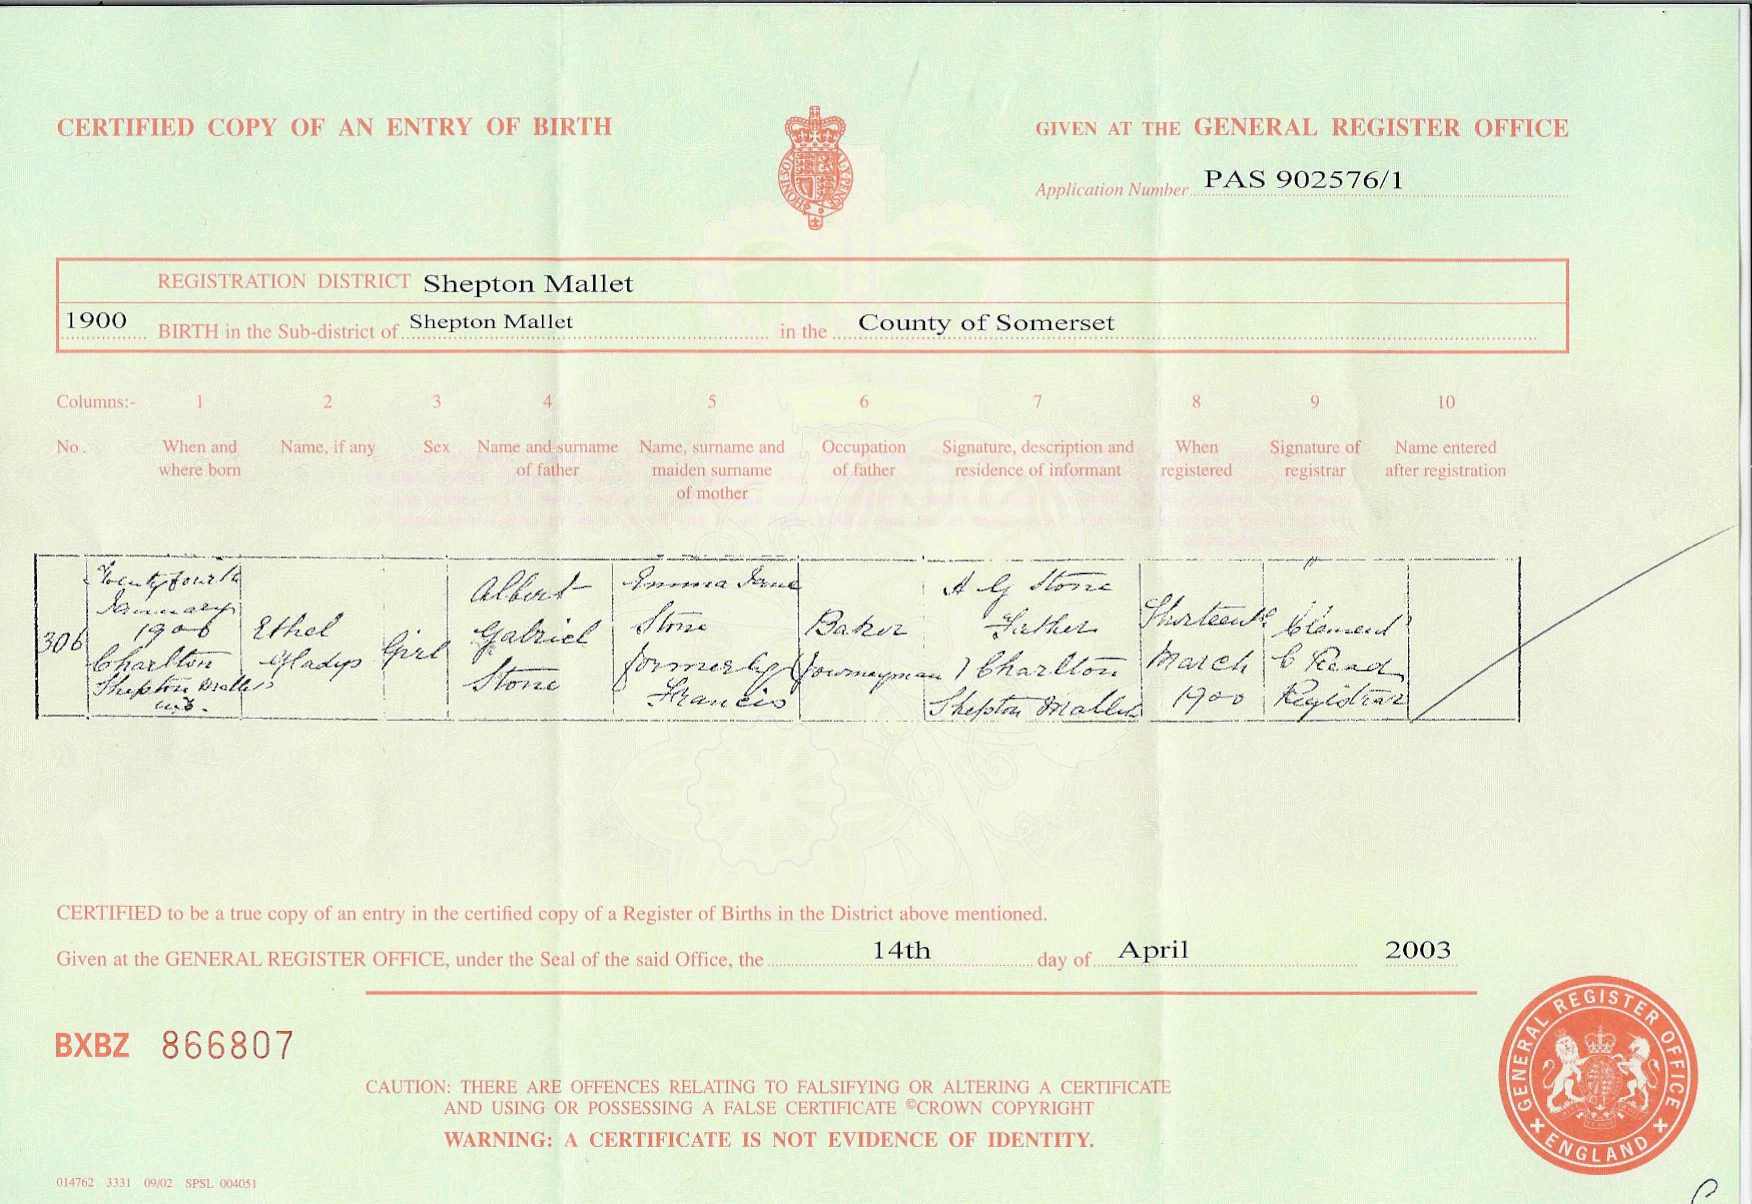 CERTIFIED COPY OF AN ENTRY OF BIRTH
GIVEN AT THE GENERAL REGISTER OFFICE
Application Number PAS 902576/1
REGISTRATION DISTRICT Shepton Mallet
1900 BIRTH in the Sub-district of Shepton Mallet in the County of Somerset
Columns:- 1 2 3 4 5 6 7 8 9 10
No. When and where born
Name, if any
Sex
Name and surname of father
Name, surname and maiden surname of mother
Occupation of father
Signature, description and residence of informant
When registered
Signature of registrar
Name entered after registration
306
Twenty fourth
January
1900
Charlton
Shepton Mallet
Ethel
Gladys
Girl
Albert
Gabriel
Stone
Emma Jane
Stone
formerly
Francis
Baker
Journeyman
A G Stone
Father
1 Charlton
Shepton Mallet
Thirteenth
March
1900
Clement
C Read
Registrar
CERTIFIED to be a true copy of an entry in the certified copy of a Register of Births in the District above mentioned.
Given at the GENERAL REGISTER OFFICE, under the Seal of the said Office, the 14th day of April 2003
BXBZ 866807
CAUTION: THERE ARE OFFENCES RELATING TO FALSIFYING OR ALTERING A CERTIFICATE
AND USING OR POSSESSING A FALSE CERTIFICATE ©CROWN COPYRIGHT
WARNING: A CERTIFICATE IS NOT EVIDENCE OF IDENTITY.
GENERAL REGISTER OFFICE
ENGLAND
014762 3331 09/02 SPSL 004051